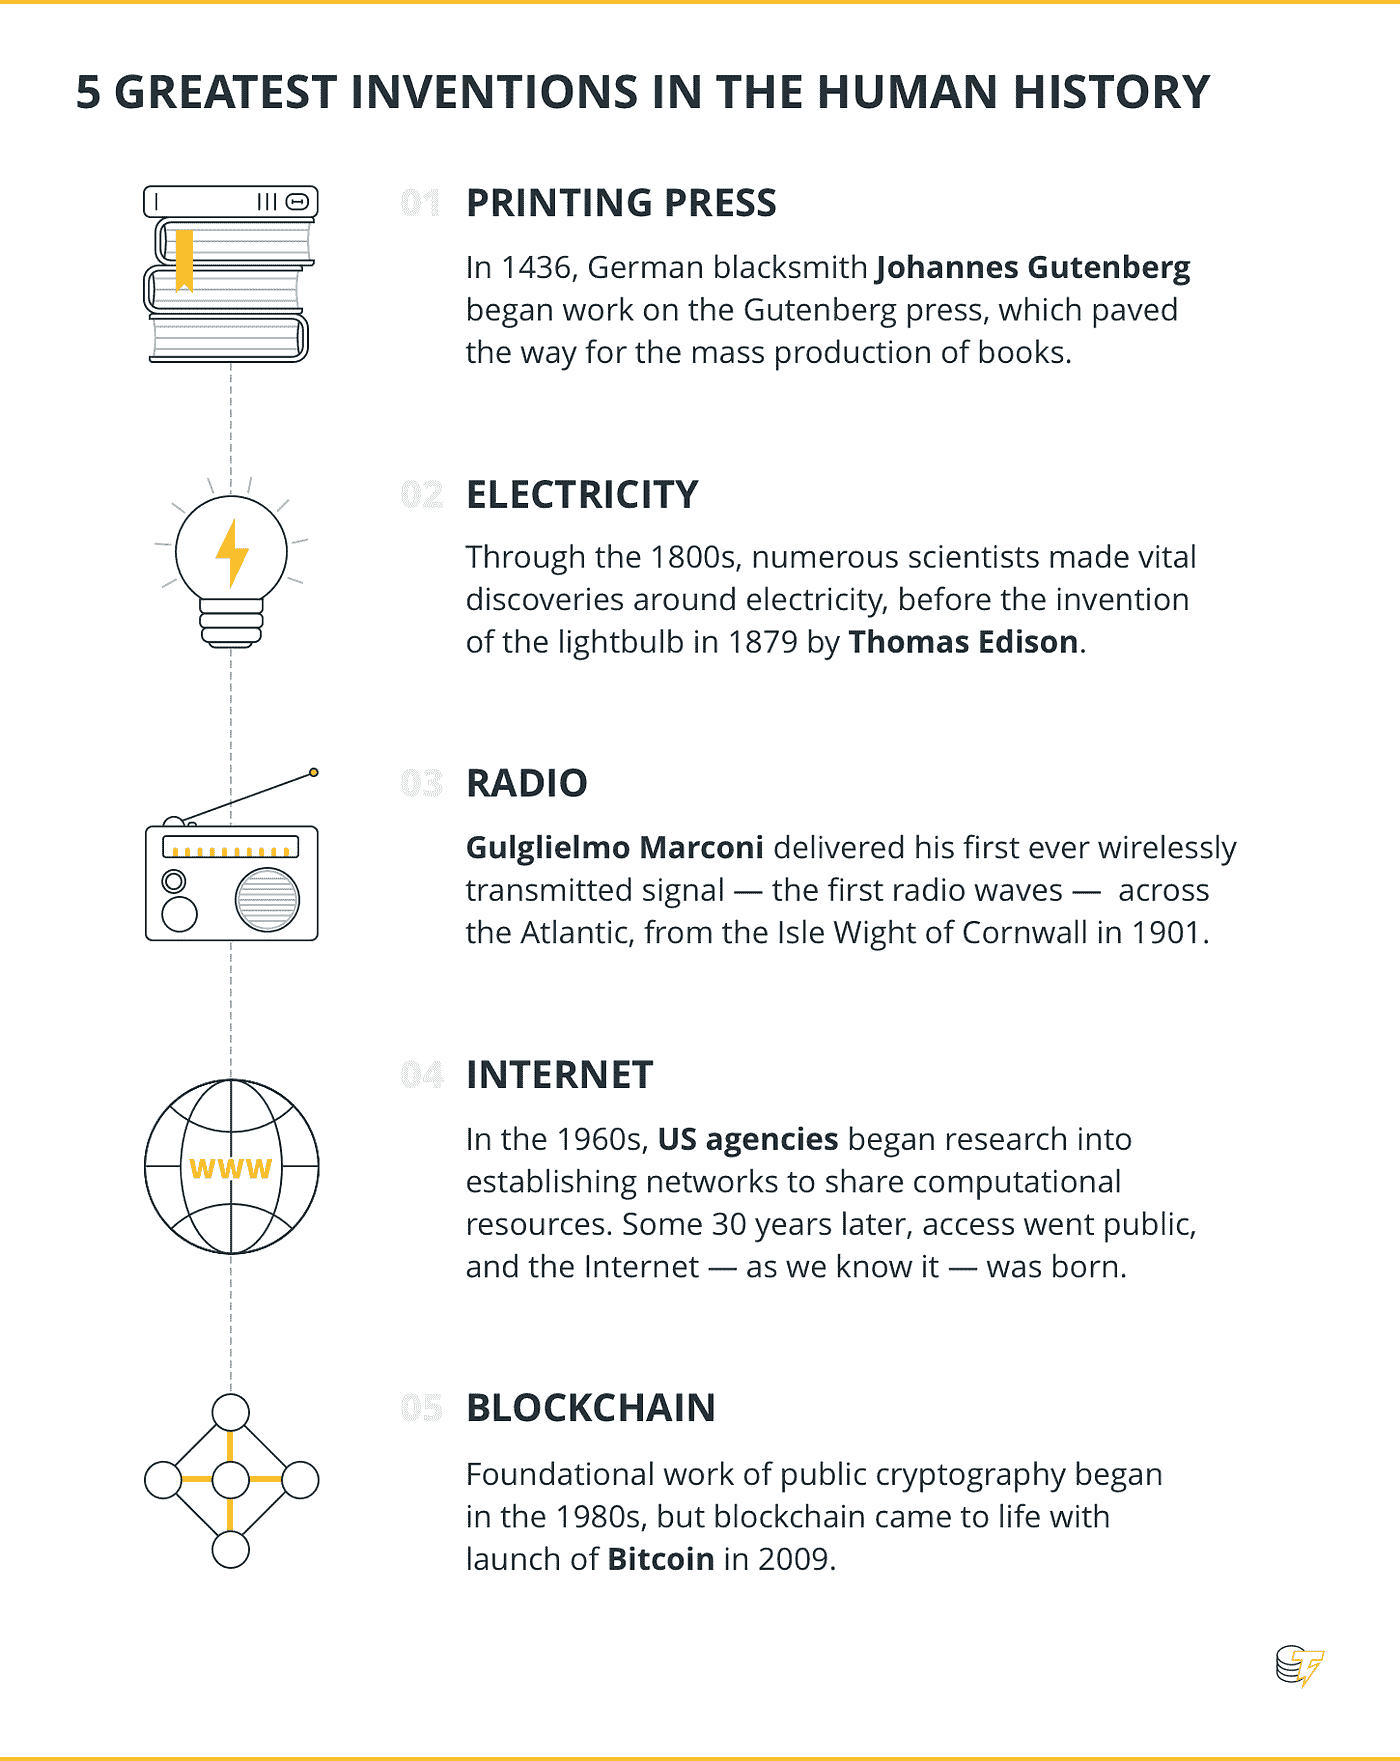 5 GREATEST INVENTIONS IN THE HUMAN HISTORY
01 PRINTING PRESS
In 1436, German blacksmith Johannes Gutenberg
began work on the Gutenberg press, which paved
the way for the mass production of books.
02 ELECTRICITY
Through the 1800s, numerous scientists made vital
discoveries around electricity, before the invention
of the lightbulb in 1879 by Thomas Edison.
03 RADIO
Gulglielmo Marconi delivered his first ever wirelessly
transmitted signal — the first radio waves — across
the Atlantic, from the Isle Wight of Cornwall in 1901.
04 INTERNET
WWW
In the 1960s, US agencies began research into
establishing networks to share computational
resources. Some 30 years later, access went public,
and the Internet — as we know it — was born.
05 BLOCKCHAIN
Foundational work of public cryptography began
in the 1980s, but blockchain came to life with
launch of Bitcoin in 2009.